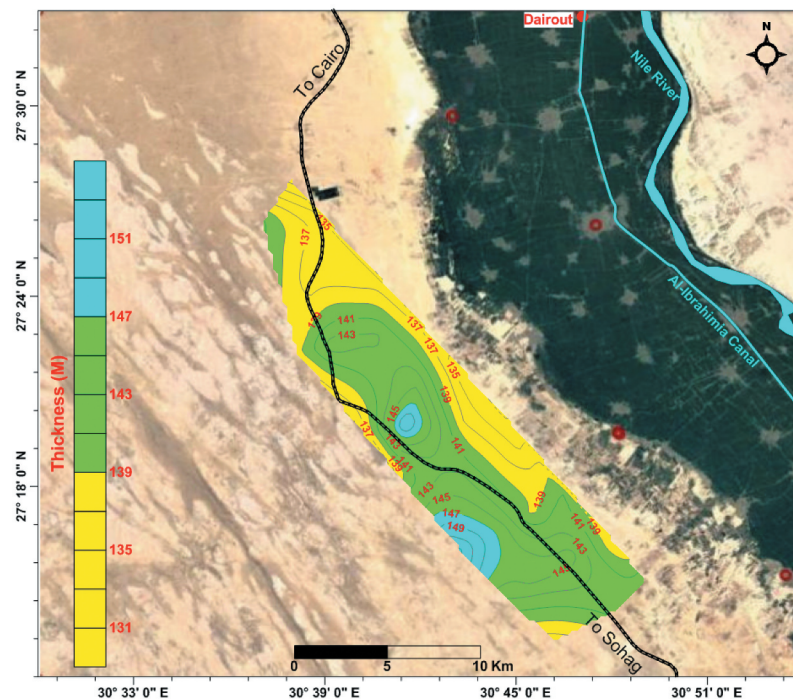 Dairout
N
To Cairo
Nile River
27° 30' 0" N
151
135
137
27° 24' 0" N
Al-Ibrahimia Canal
147
139
141
143
137
137
135
Thickness (M)
143
139
145
141
137
143
139
139
141
27° 18' 0" N
143
139
145
141
139
135
147
149
143
145
131
To Sohag
0
5
10 Km
30° 33' 0" E
30° 39' 0" E
30° 45' 0" E
30° 51' 0" E